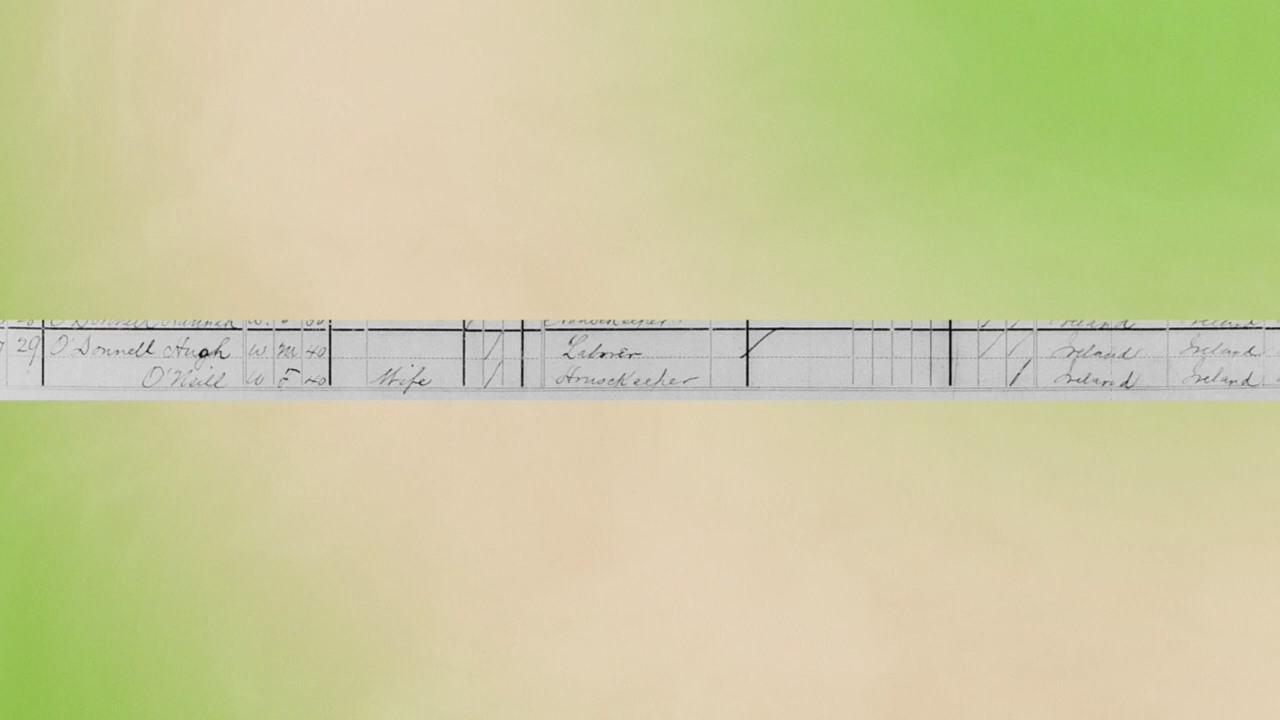 29 O'Donnell Hugh W M 40 Laborer Ireland Ireland
O'Neill W F 40 Wife Housekeeper Ireland Ireland